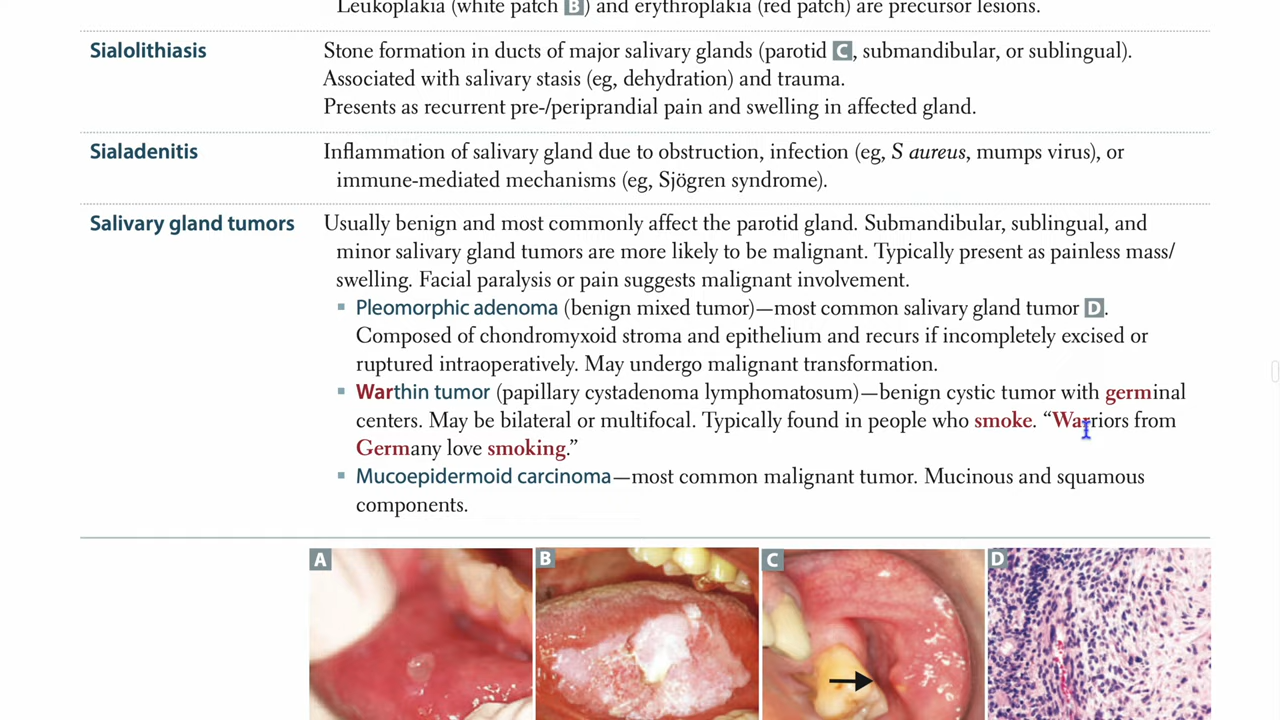 Leukoplakia (white patch B) and erythroplakia (red patch) are precursor lesions.
Sialolithiasis
Stone formation in ducts of major salivary glands (parotid C, submandibular, or sublingual).
Associated with salivary stasis (eg, dehydration) and trauma.
Presents as recurrent pre-/periprandial pain and swelling in affected gland.
Sialadenitis
Inflammation of salivary gland due to obstruction, infection (eg, S aureus, mumps virus), or
immune-mediated mechanisms (eg, Sjögren syndrome).
Salivary gland tumors
Usually benign and most commonly affect the parotid gland. Submandibular, sublingual, and
minor salivary gland tumors are more likely to be malignant. Typically present as painless mass/
swelling. Facial paralysis or pain suggests malignant involvement.
▪ Pleomorphic adenoma (benign mixed tumor)—most common salivary gland tumor D.
Composed of chondromyxoid stroma and epithelium and recurs if incompletely excised or
ruptured intraoperatively. May undergo malignant transformation.
▪ Warthin tumor (papillary cystadenoma lymphomatosum)—benign cystic tumor with germinal
centers. May be bilateral or multifocal. Typically found in people who smoke. “Warriors from
Germany love smoking.”
▪ Mucoepidermoid carcinoma—most common malignant tumor. Mucinous and squamous
components.
A
B
C
D